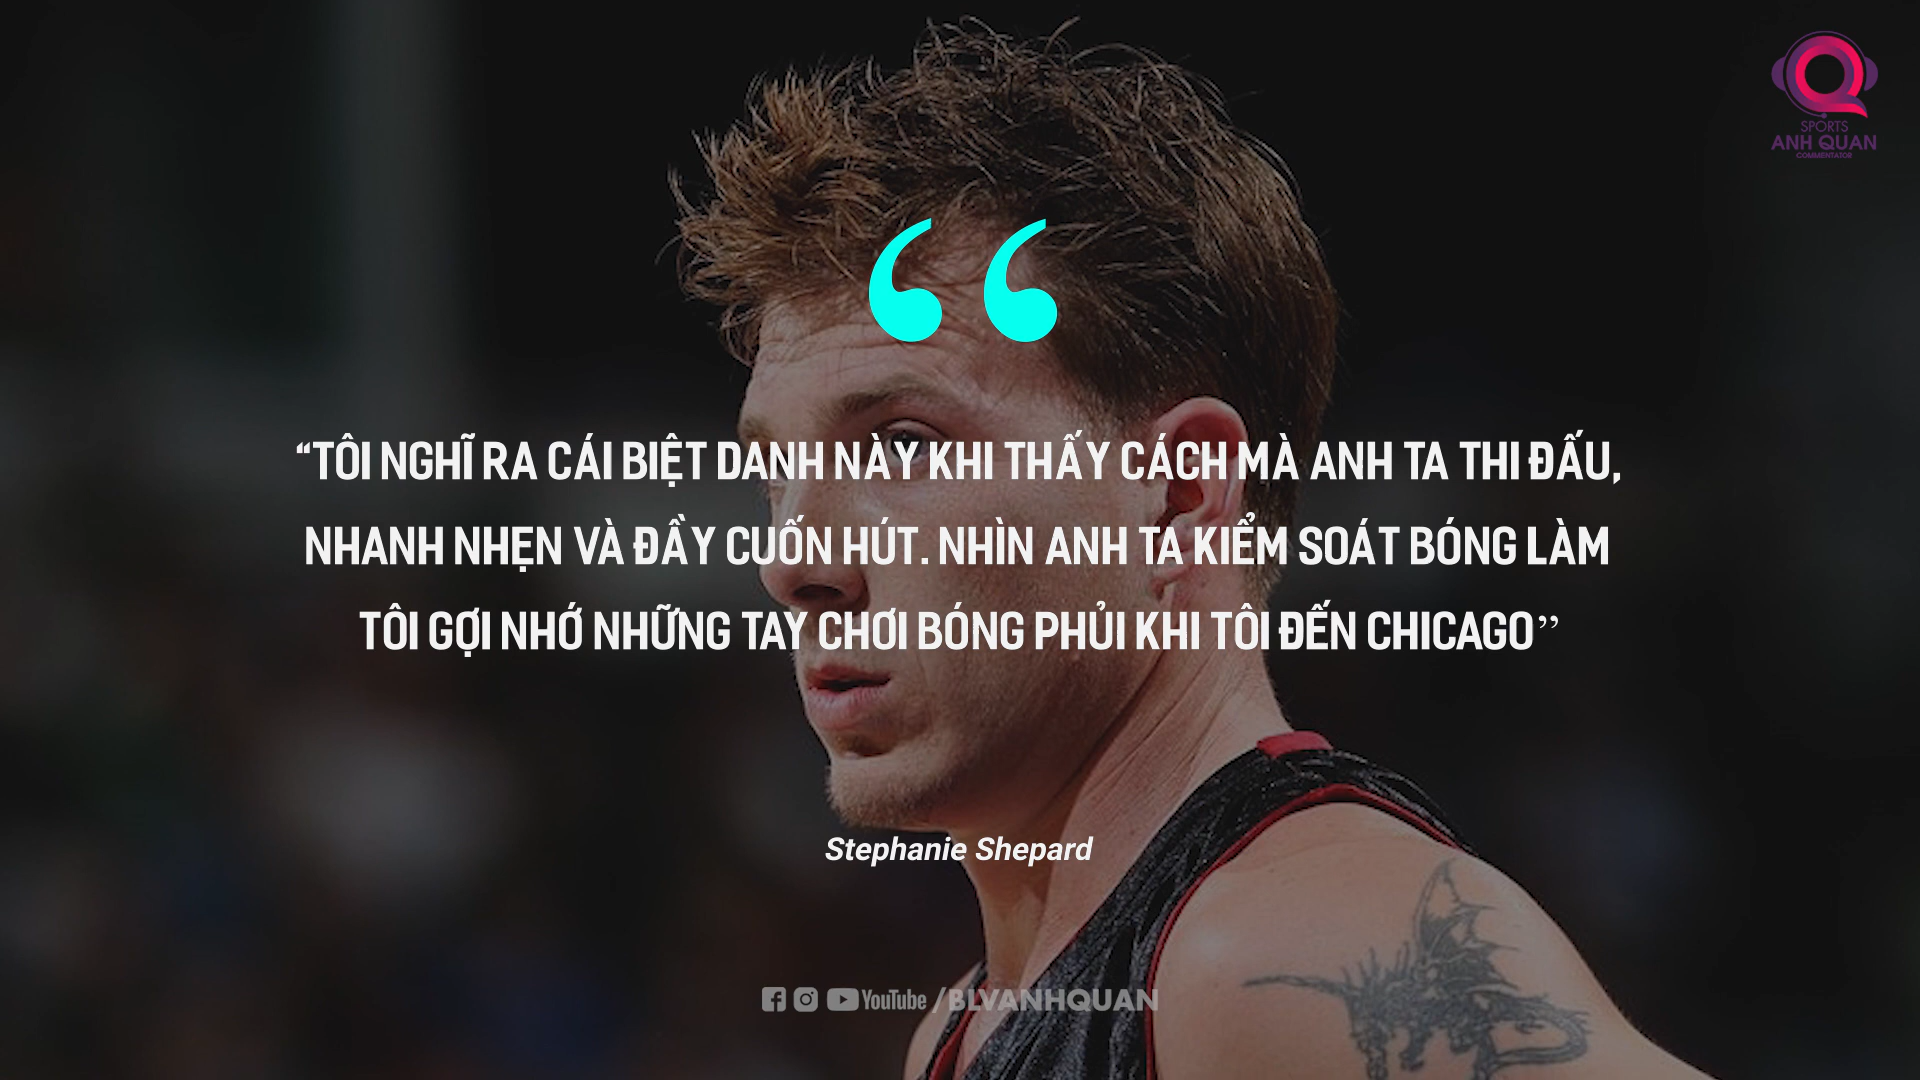 SPORTS
ANH QUAN
COMMENTATOR
“TÔI NGHĨ RA CÁI BIỆT DANH NÀY KHI THẤY CÁCH MÀ ANH TA THI ĐẤU,
NHANH NHẸN VÀ ĐẦY CUỐN HÚT. NHÌN ANH TA KIỂM SOÁT BÓNG LÀM
TÔI GỢI NHỚ NHỮNG TAY CHƠI BÓNG PHỦI KHI TÔI ĐẾN CHICAGO”
Stephanie Shepard
YouTube /BLVANHQUAN